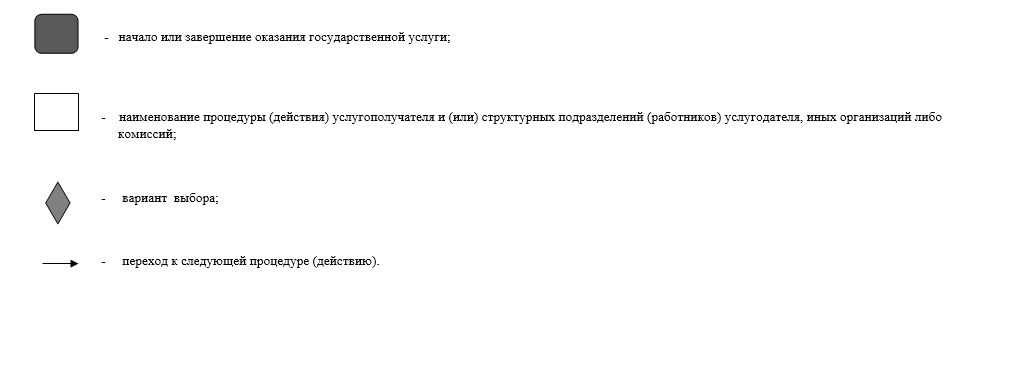 - начало или завершение оказания государственной услуги;
- наименование процедуры (действия) услугополучателя и (или) структурных подразделений (работников) услугодателя, иных организаций либо
комиссий;
- вариант выбора;
- переход к следующей процедуре (действию).